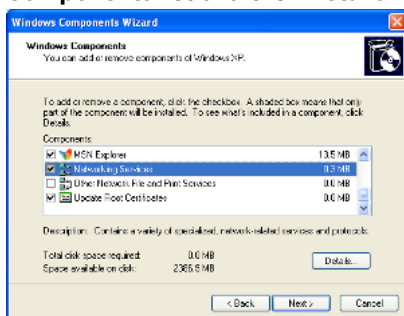 Windows Components Wizard
Windows Components
You can add or remove components of Windows XP.
To add or remove a component, click the checkbox. A shaded box means that only
part of the component will be installed. To see what's included in a component, click
Details.
Components:
MSN Explorer 13.5 MB
Networking Services 0.3 MB
Other Network File and Print Services 0.0 MB
Update Root Certificates 0.0 MB
Description: Contains a variety of specialized, network-related services and protocols.
Total disk space required: 0.0 MB
Space available on disk: 2386.9 MB
Details...
< Back Next > Cancel